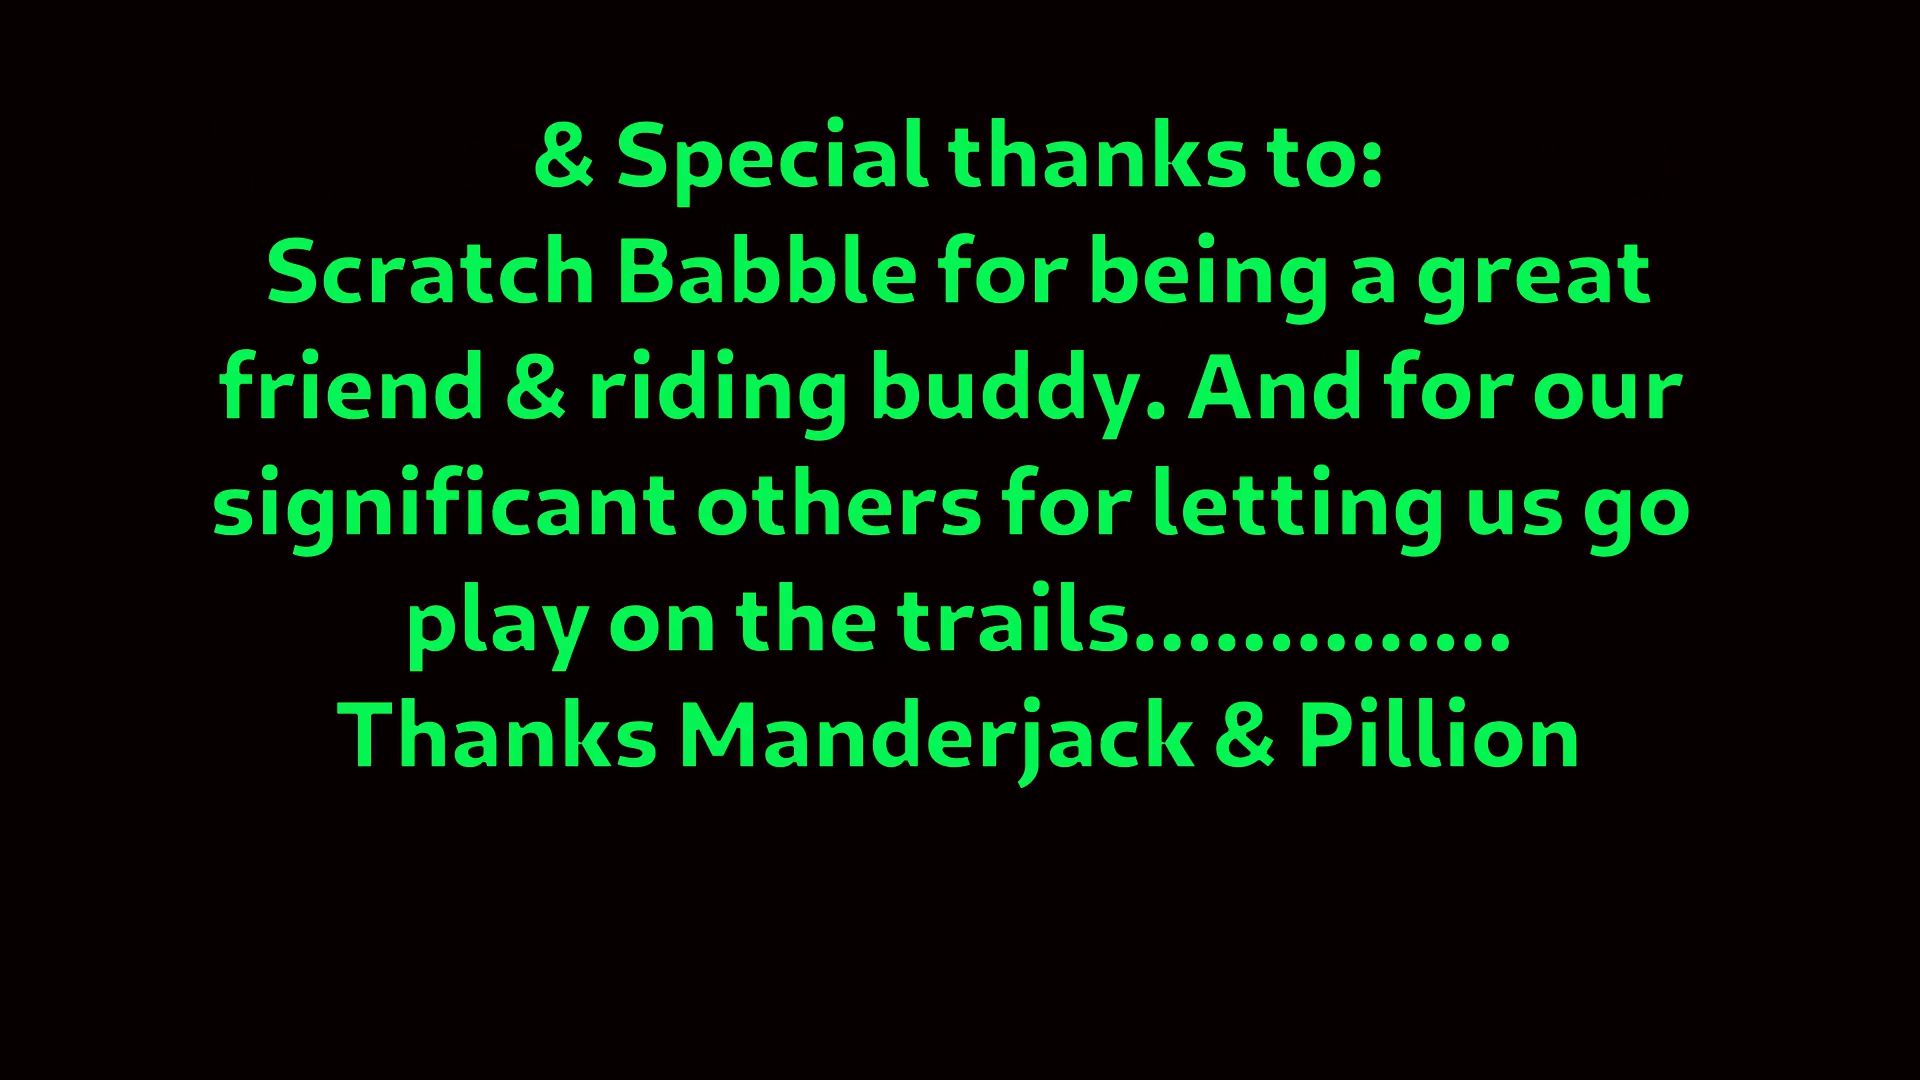 & Special thanks to:
Scratch Babble for being a great
friend & riding buddy. And for our
significant others for letting us go
play on the trails..............
Thanks Manderjack & Pillion